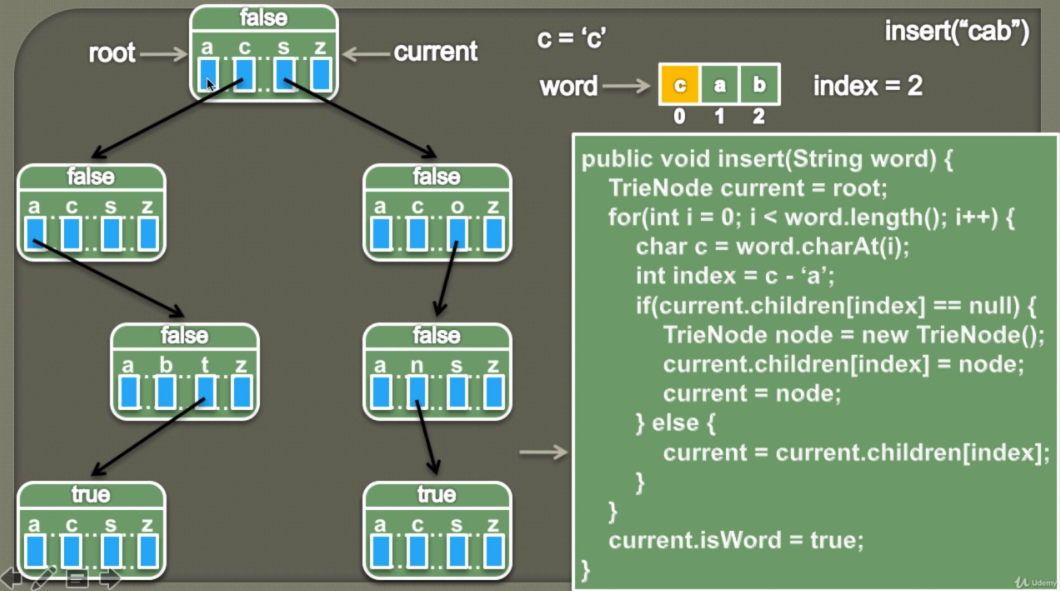 false
root
a c s z
current
c = ‘c’
insert(“cab”)
word
c a b
0 1 2
index = 2
false
a c s z
false
a c o z
false
a b t z
false
a n s z
true
a c s z
true
a c s z
public void insert(String word) {
TrieNode current = root;
for(int i = 0; i < word.length(); i++) {
char c = word.charAt(i);
int index = c - ‘a’;
if(current.children[index] == null) {
TrieNode node = new TrieNode();
current.children[index] = node;
current = node;
} else {
current = current.children[index];
}
}
current.isWord = true;
}
Udemy